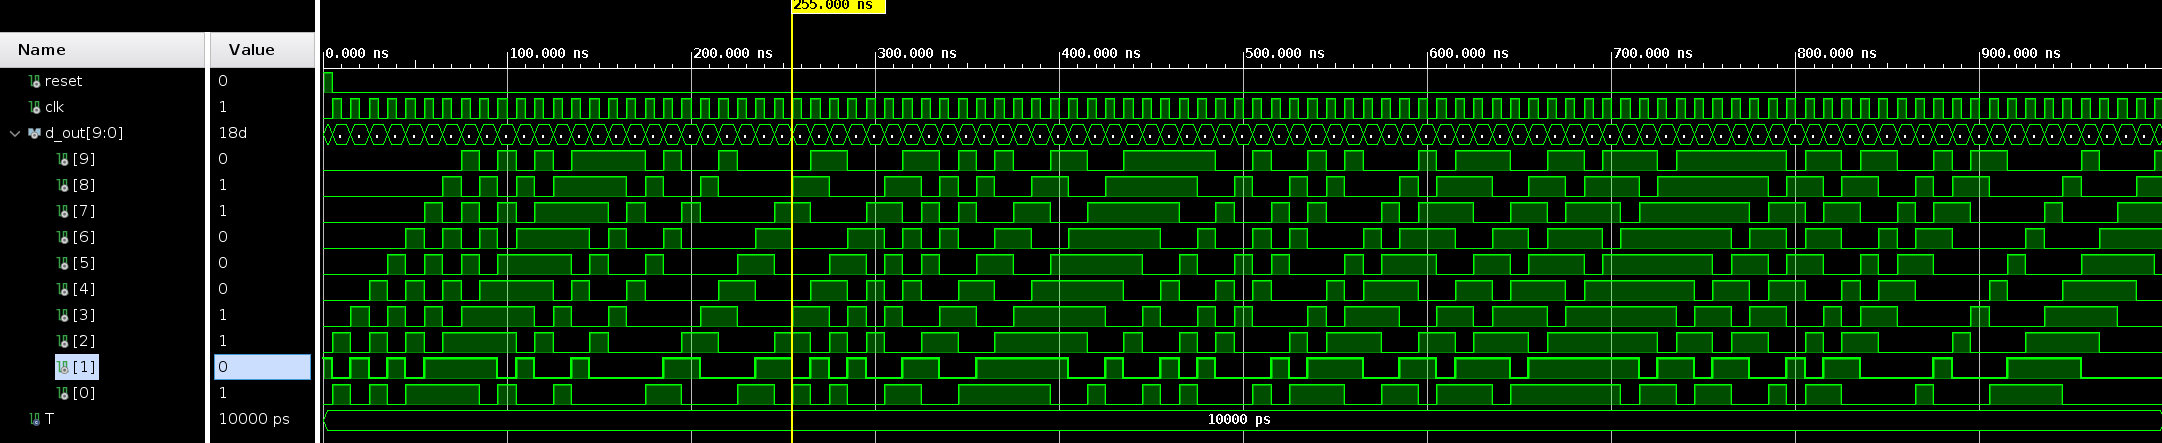 255.000 ns
Name Value
0.000 ns 100.000 ns 200.000 ns 300.000 ns 400.000 ns 500.000 ns 600.000 ns 700.000 ns 800.000 ns 900.000 ns
reset 0
clk 1
d_out[9:0] 18d
[9] 0
[8] 1
[7] 1
[6] 0
[5] 0
[4] 0
[3] 1
[2] 1
[1] 0
[0] 1
T 10000 ps 10000 ps